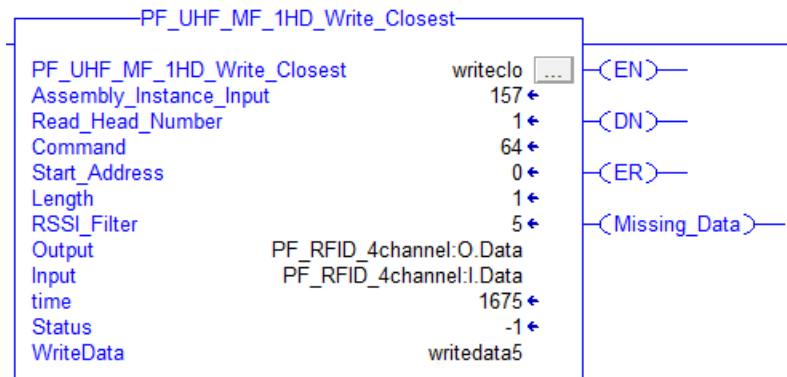 PF_UHF_MF_1HD_Write_Closest
PF_UHF_MF_1HD_Write_Closest writeclo ... (EN)
Assembly_Instance_Input 157
Read_Head_Number 1 (DN)
Command 64
Start_Address 0 (ER)
Length 1
RSSI_Filter 5 (Missing_Data)
Output PF_RFID_4channel:O.Data
Input PF_RFID_4channel:I.Data
time 1675
Status -1
WriteData writedata5